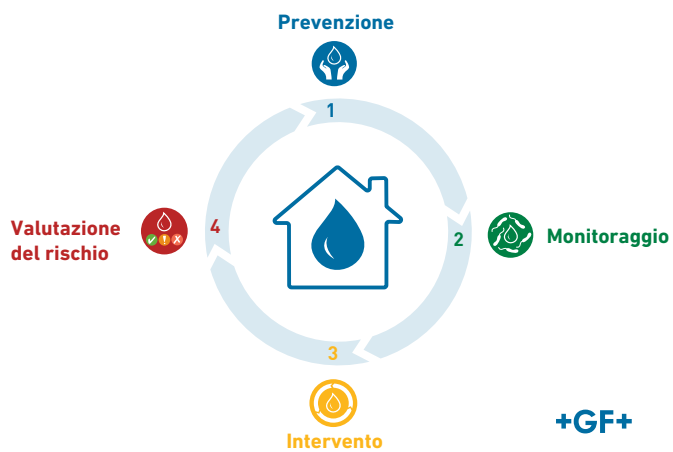 Prevenzione
1
Valutazione
del rischio
4
2
Monitoraggio
3
Intervento
+GF+